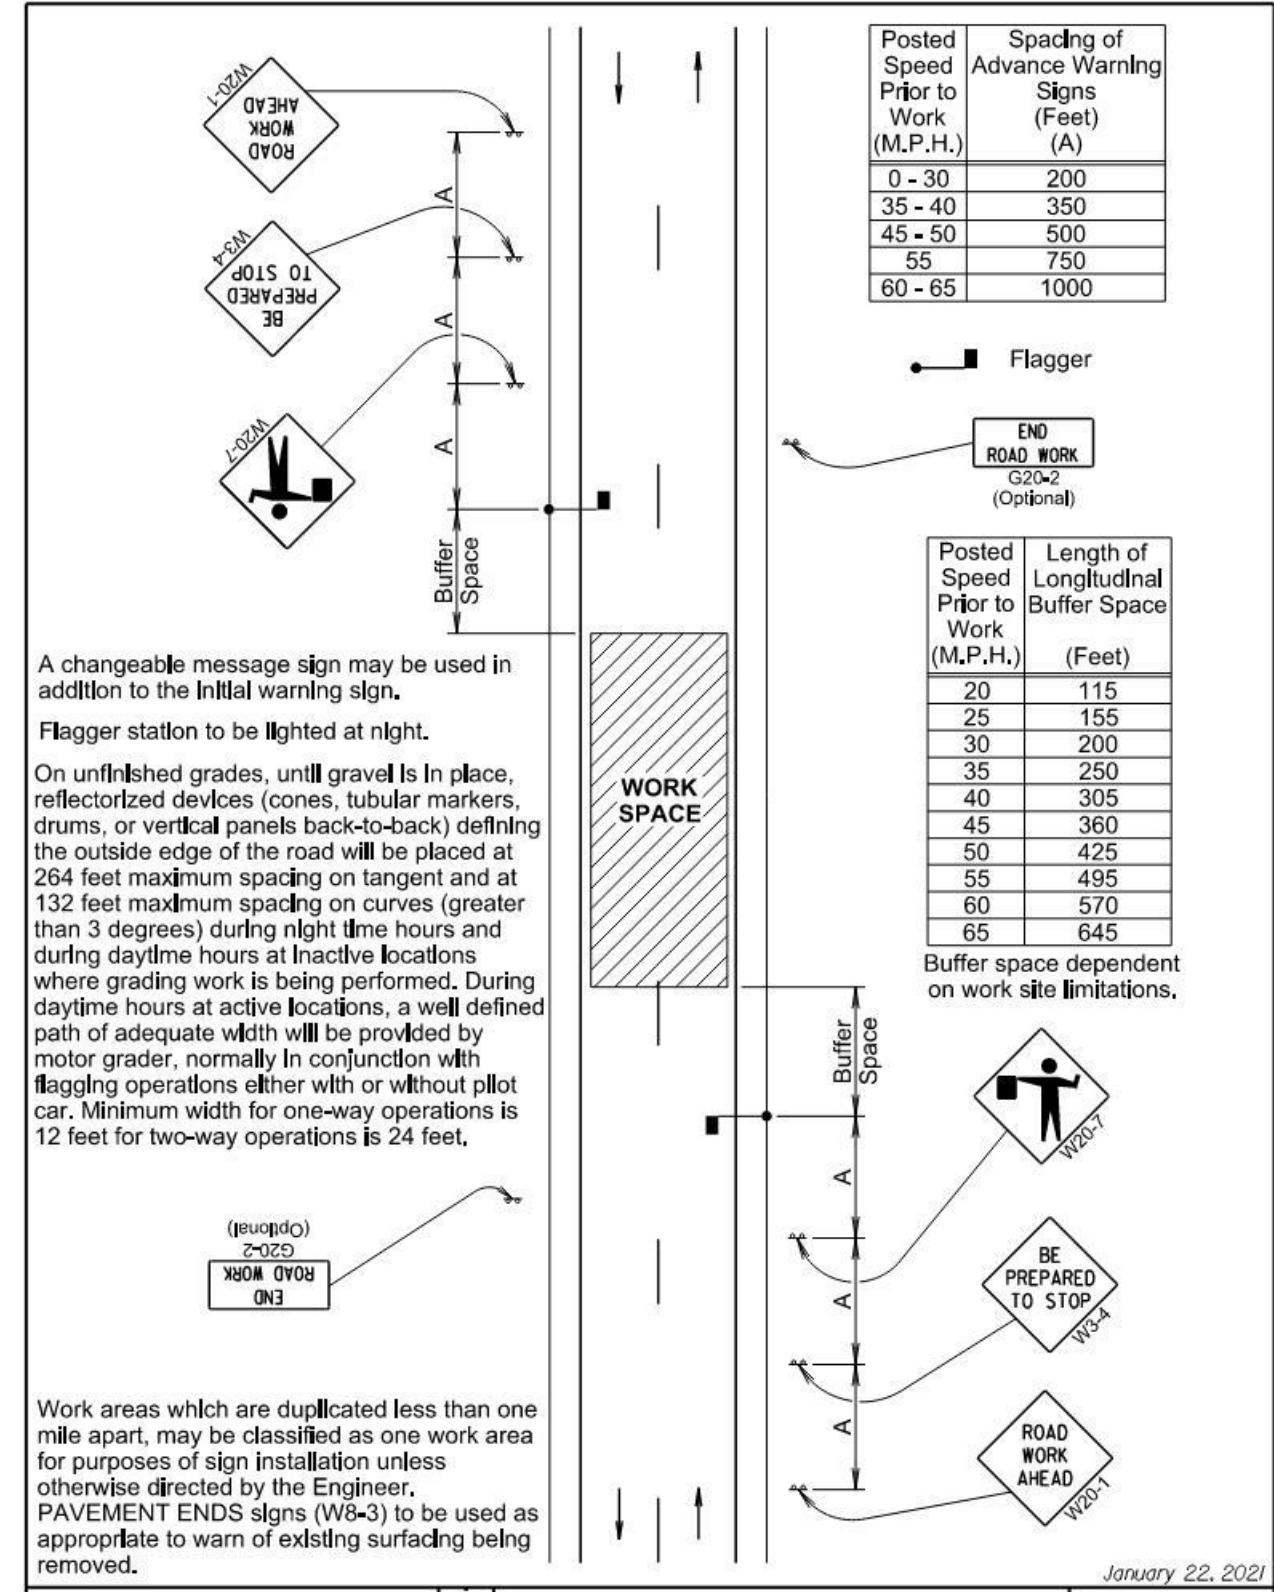 W20-1
ROAD
WORK
AHEAD
A
W3-4
BE
PREPARED
TO STOP
A
W20-7
A
Buffer
Space
Posted
Speed
Prior to
Work
(M.P.H.)
Spacing of
Advance Warning
Signs
(Feet)
(A)
0 - 30 200
35 - 40 350
45 - 50 500
55 750
60 - 65 1000
Flagger
END
ROAD WORK
G20-2
(Optional)
Posted
Speed
Prior to
Work
(M.P.H.)
Length of
Longitudinal
Buffer Space
(Feet)
20 115
25 155
30 200
35 250
40 305
45 360
50 425
55 495
60 570
65 645
Buffer space dependent
on work site limitations.
A changeable message sign may be used in
addition to the initial warning sign.
Flagger station to be lighted at night.
On unfinished grades, until gravel is in place,
reflectorized devices (cones, tubular markers,
drums, or vertical panels back-to-back) defining
the outside edge of the road will be placed at
264 feet maximum spacing on tangent and at
132 feet maximum spacing on curves (greater
than 3 degrees) during night time hours and
during daytime hours at inactive locations
where grading work is being performed. During
daytime hours at active locations, a well defined
path of adequate width will be provided by
motor grader, normally in conjunction with
flagging operations either with or without pilot
car. Minimum width for one-way operations is
12 feet for two-way operations is 24 feet.
WORK
SPACE
Buffer
Space
W20-7
A
BE
PREPARED
TO STOP
W3-4
A
ROAD
WORK
AHEAD
W20-1
A
END
ROAD WORK
G20-2
(Optional)
Work areas which are duplicated less than one
mile apart, may be classified as one work area
for purposes of sign installation unless
otherwise directed by the Engineer.
PAVEMENT ENDS signs (W8-3) to be used as
appropriate to warn of existing surfacing being
removed.
January 22, 2021